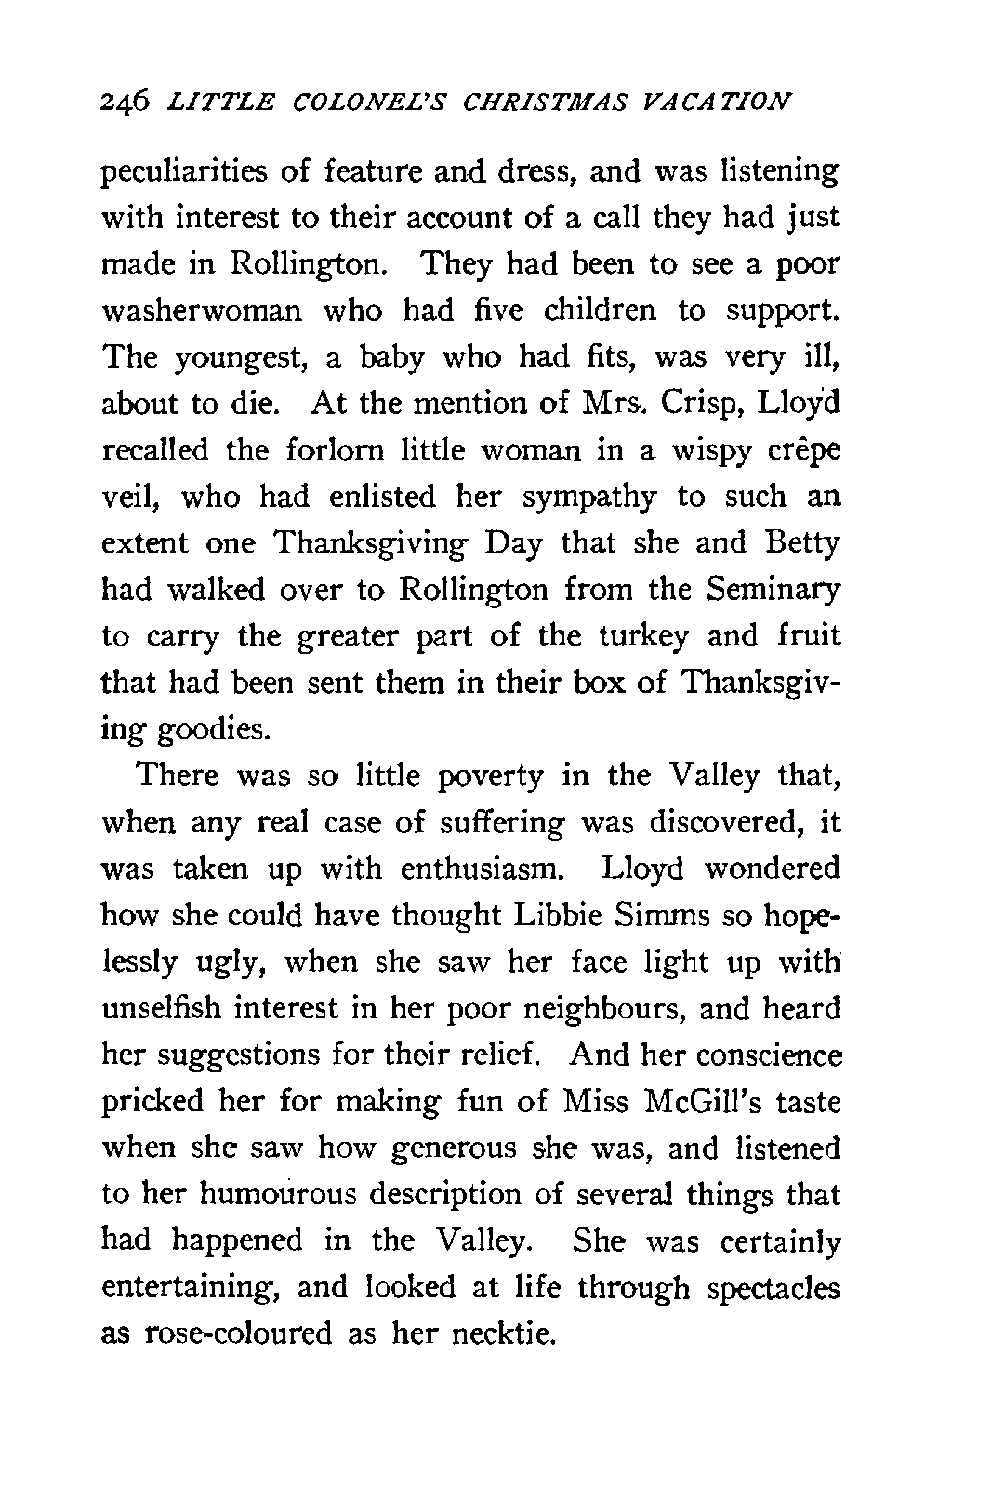 246 LITTLE COLONEL'S CHRISTMAS VACATION
peculiarities of feature and dress, and was listening
with interest to their account of a call they had just
made in Rollington. They had been to see a poor
washerwoman who had five children to support.
The youngest, a baby who had fits, was very ill,
about to die. At the mention of Mrs. Crisp, Lloyd
recalled the forlorn little woman in a wispy crêpe
veil, who had enlisted her sympathy to such an
extent one Thanksgiving Day that she and Betty
had walked over to Rollington from the Seminary
to carry the greater part of the turkey and fruit
that had been sent them in their box of Thanksgiv-
ing goodies.
There was so little poverty in the Valley that,
when any real case of suffering was discovered, it
was taken up with enthusiasm. Lloyd wondered
how she could have thought Libbie Simms so hope-
lessly ugly, when she saw her face light up with
unselfish interest in her poor neighbours, and heard
her suggestions for their relief. And her conscience
pricked her for making fun of Miss McGill's taste
when she saw how generous she was, and listened
to her humourous description of several things that
had happened in the Valley. She was certainly
entertaining, and looked at life through spectacles
as rose-coloured as her necktie.